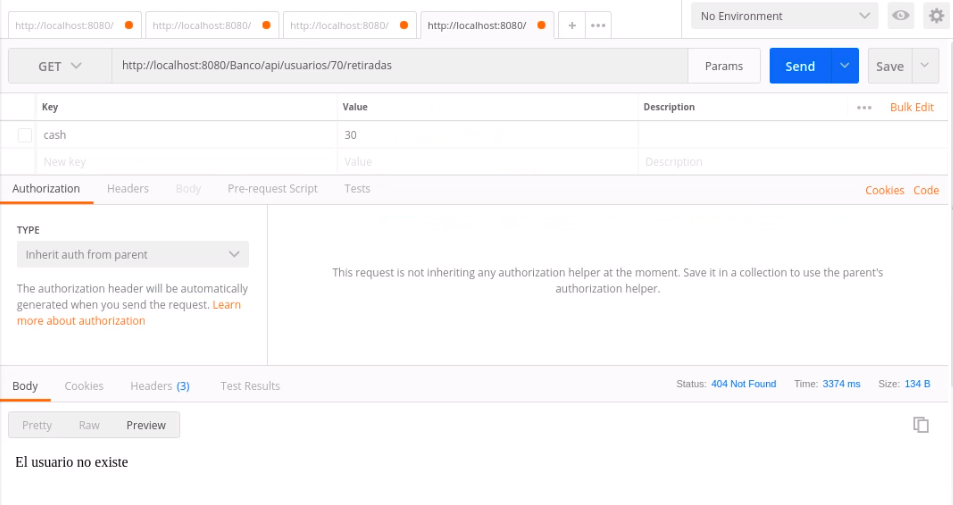 http://localhost:8080/ http://localhost:8080/ http://localhost:8080/ http://localhost:8080/ + ••• No Environment
GET http://localhost:8080/Banco/api/usuarios/70/retiradas Params Send Save
Key Value Description ••• Bulk Edit
cash 30
New key Value Description
Authorization Headers Body Pre-request Script Tests Cookies Code
TYPE
Inherit auth from parent
The authorization header will be automatically
generated when you send the request. Learn
more about authorization
This request is not inheriting any authorization helper at the moment. Save it in a collection to use the parent's
authorization helper.
Body Cookies Headers (3) Test Results Status: 404 Not Found Time: 3374 ms Size: 134 B
Pretty Raw Preview
El usuario no existe